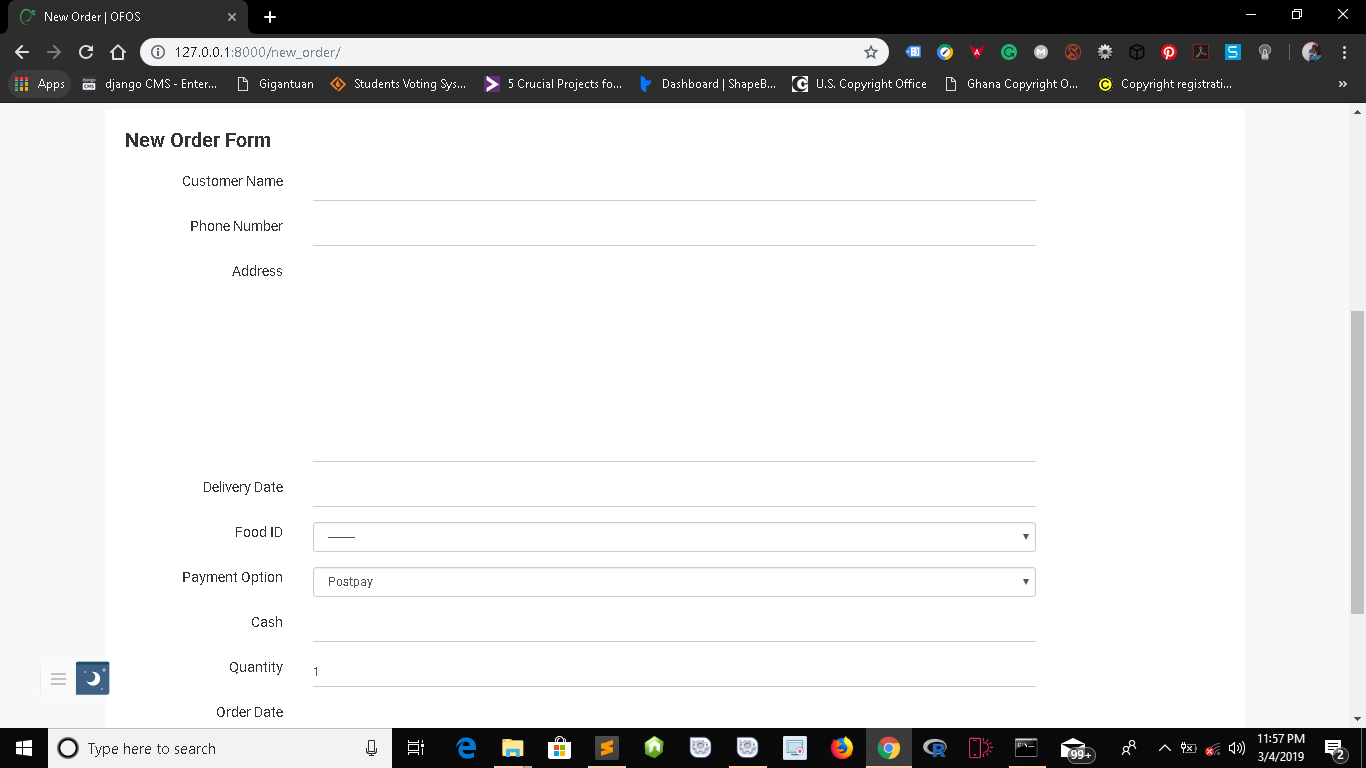 New Order | OFOS
127.0.0.1:8000/new_order/
Apps django CMS - Enter... Gigantuan Students Voting Sys... 5 Crucial Projects fo... Dashboard | ShapeB... U.S. Copyright Office Ghana Copyright O... Copyright registrati... »
New Order Form
Customer Name
Phone Number
Address
Delivery Date
Food ID
Payment Option Postpay
Cash
Quantity 1
Order Date
Type here to search
99+
11:57 PM
3/4/2019
2